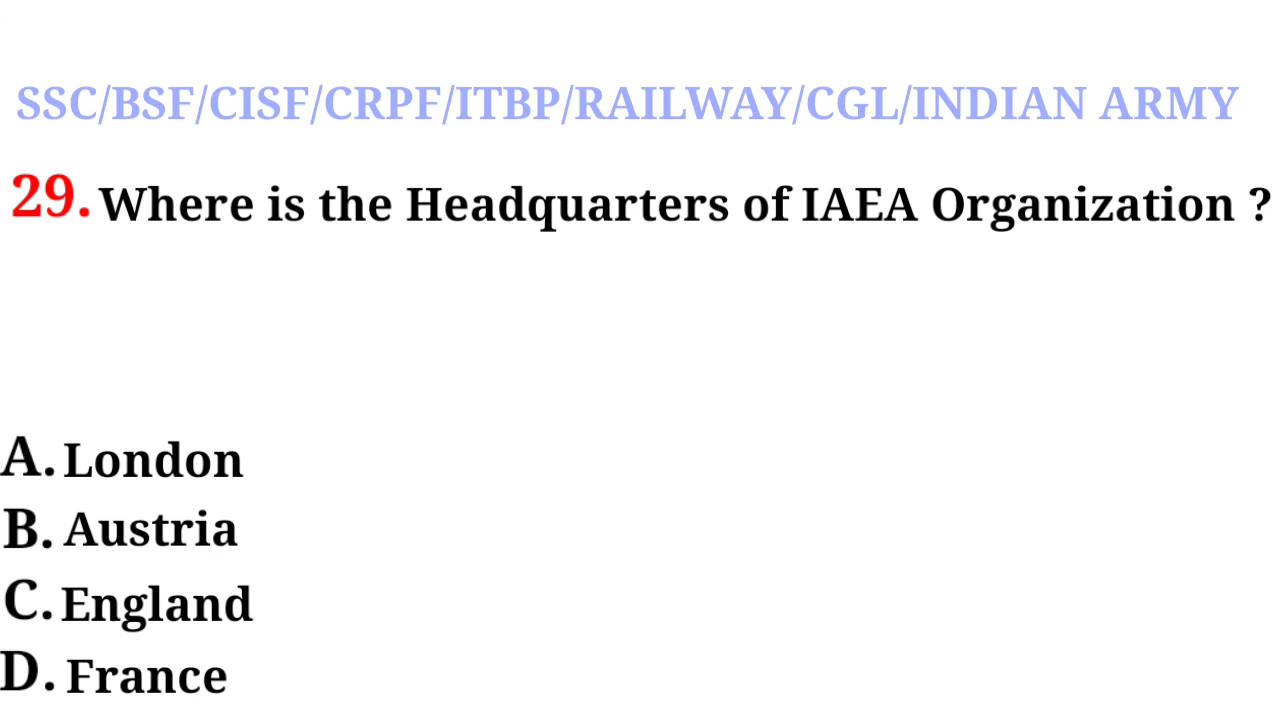 SSC/BSF/CISF/CRPF/ITBP/RAILWAY/CGL/INDIAN ARMY
29. Where is the Headquarters of IAEA Organization ?
A. London
B. Austria
C. England
D. France